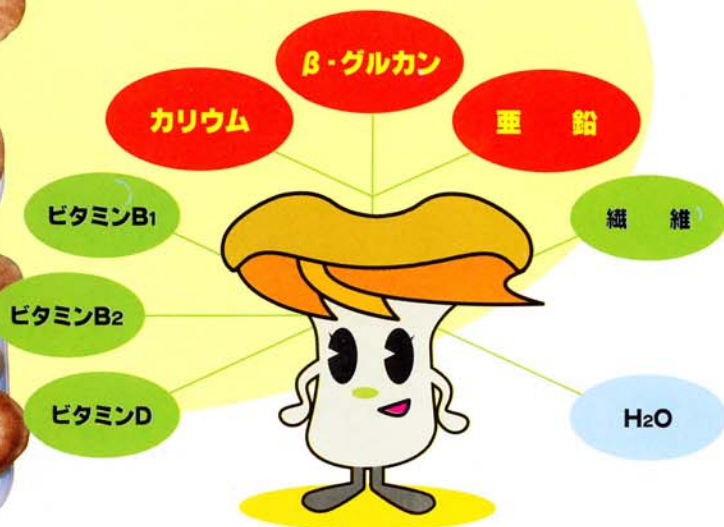 β-グルカン
カリウム
亜 鉛
ビタミンB1
繊 維
ビタミンB2
ビタミンD
H2O